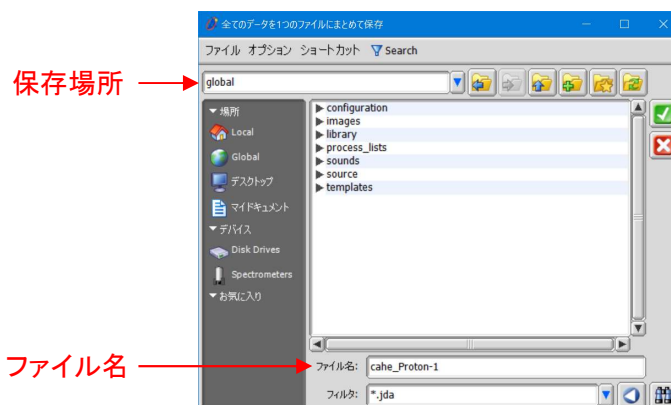 全てのデータを1つのファイルにまとめて保存
ファイル オプション ショートカット Search
保存場所
global
▼場所
Local
Global
デスクトップ
マイドキュメント
▼デバイス
Disk Drives
Spectrometers
▼お気に入り
▶ configuration
▶ images
▶ library
▶ process_lists
▶ sounds
▶ source
▶ templates
ファイル名
ファイル名: cahe_Proton-1
フィルタ: *.jda